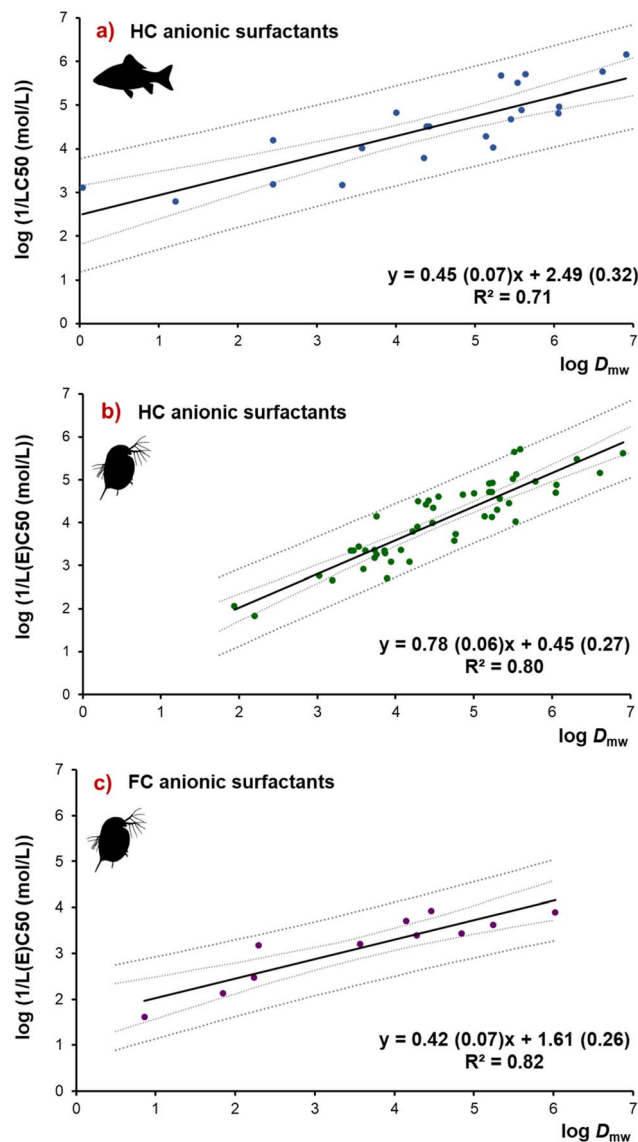 a) HC anionic surfactants
log (1/LC50 (mol/L))
7
6
5
4
3
2
1
0
y = 0.45 (0.07)x + 2.49 (0.32)
R² = 0.71
0 1 2 3 4 5 6 7
log Dmw
b) HC anionic surfactants
log (1/L(E)C50 (mol/L))
7
6
5
4
3
2
1
0
y = 0.78 (0.06)x + 0.45 (0.27)
R² = 0.80
0 1 2 3 4 5 6 7
log Dmw
c) FC anionic surfactants
log (1/L(E)C50 (mol/L))
7
6
5
4
3
2
1
0
y = 0.42 (0.07)x + 1.61 (0.26)
R² = 0.82
0 1 2 3 4 5 6 7
log Dmw